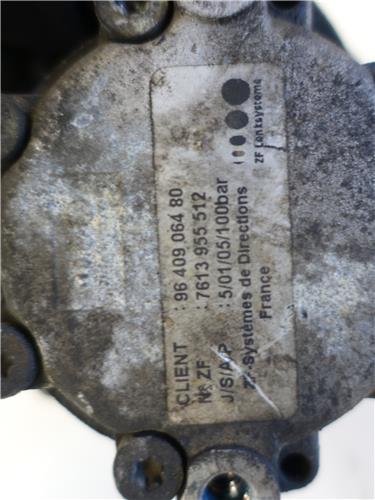 ZF Lenksysteme
CLIENT : 96 409 064 80
Nº ZF : 7613 955 512
J/S/A/P : 5/01/05/100bar
ZF-Systèmes de Directions
France